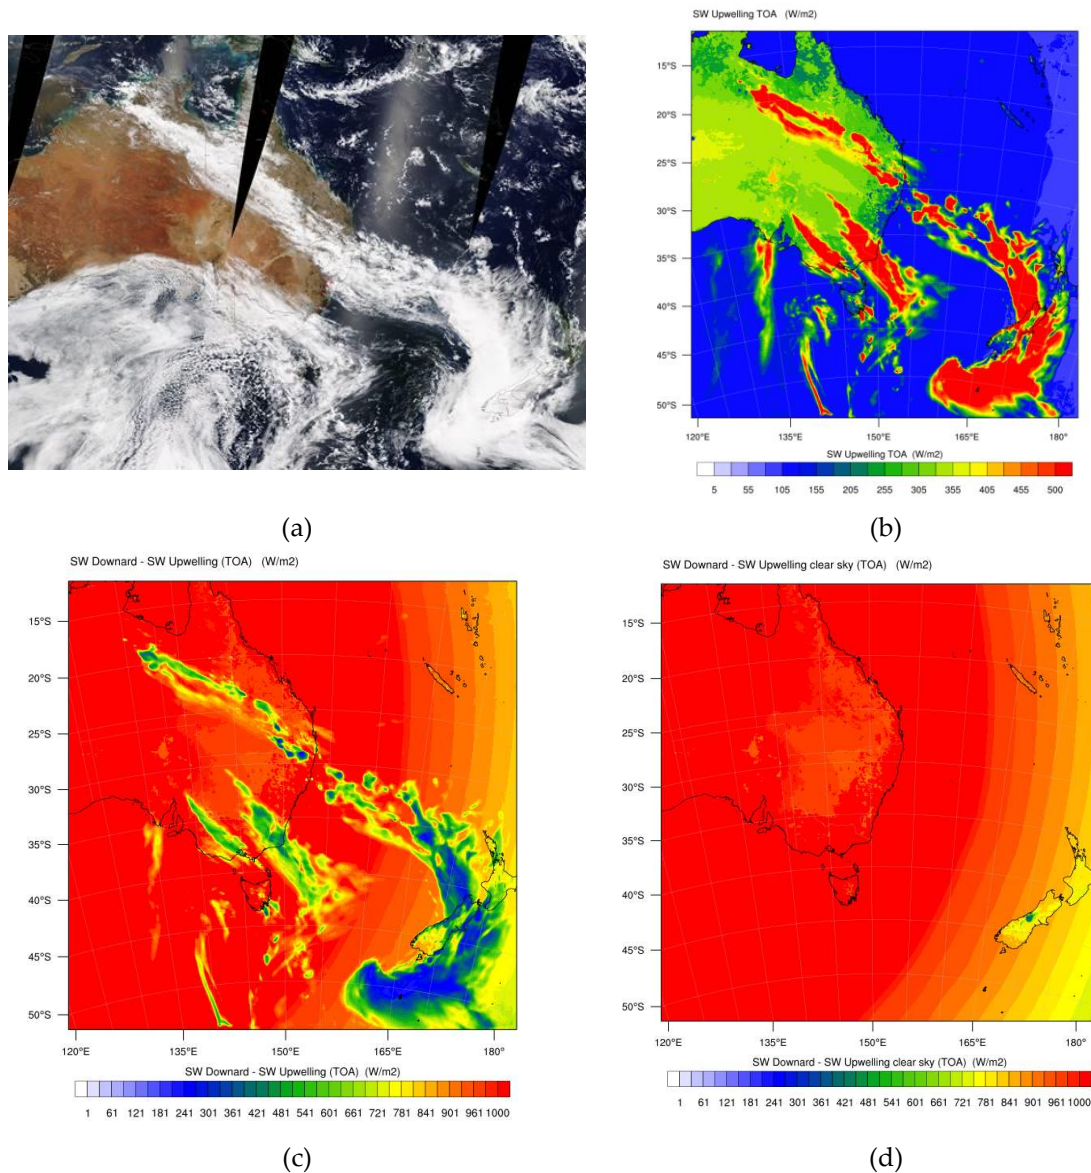 SW Upwelling TOA (W/m2)
15°S
20°S
25°S
30°S
35°S
40°S
45°S
50°S
120°E 135°E 150°E 165°E 180°
SW Upwelling TOA (W/m2)
5 55 105 155 205 255 305 355 405 455 500
(a) (b)
SW Downard - SW Upwelling (TOA) (W/m2)
15°S
20°S
25°S
30°S
35°S
40°S
45°S
50°S
120°E 135°E 150°E 165°E 180°
SW Downard - SW Upwelling (TOA) (W/m2)
1 61 121 181 241 301 361 421 481 541 601 661 721 781 841 901 961 1000
(c)
SW Downard - SW Upwelling clear sky (TOA) (W/m2)
15°S
20°S
25°S
30°S
35°S
40°S
45°S
50°S
120°E 135°E 150°E 165°E 180°
SW Downard - SW Upwelling clear sky (TOA) (W/m2)
1 61 121 181 241 301 361 421 481 541 601 661 721 781 841 901 961 1000
(d)